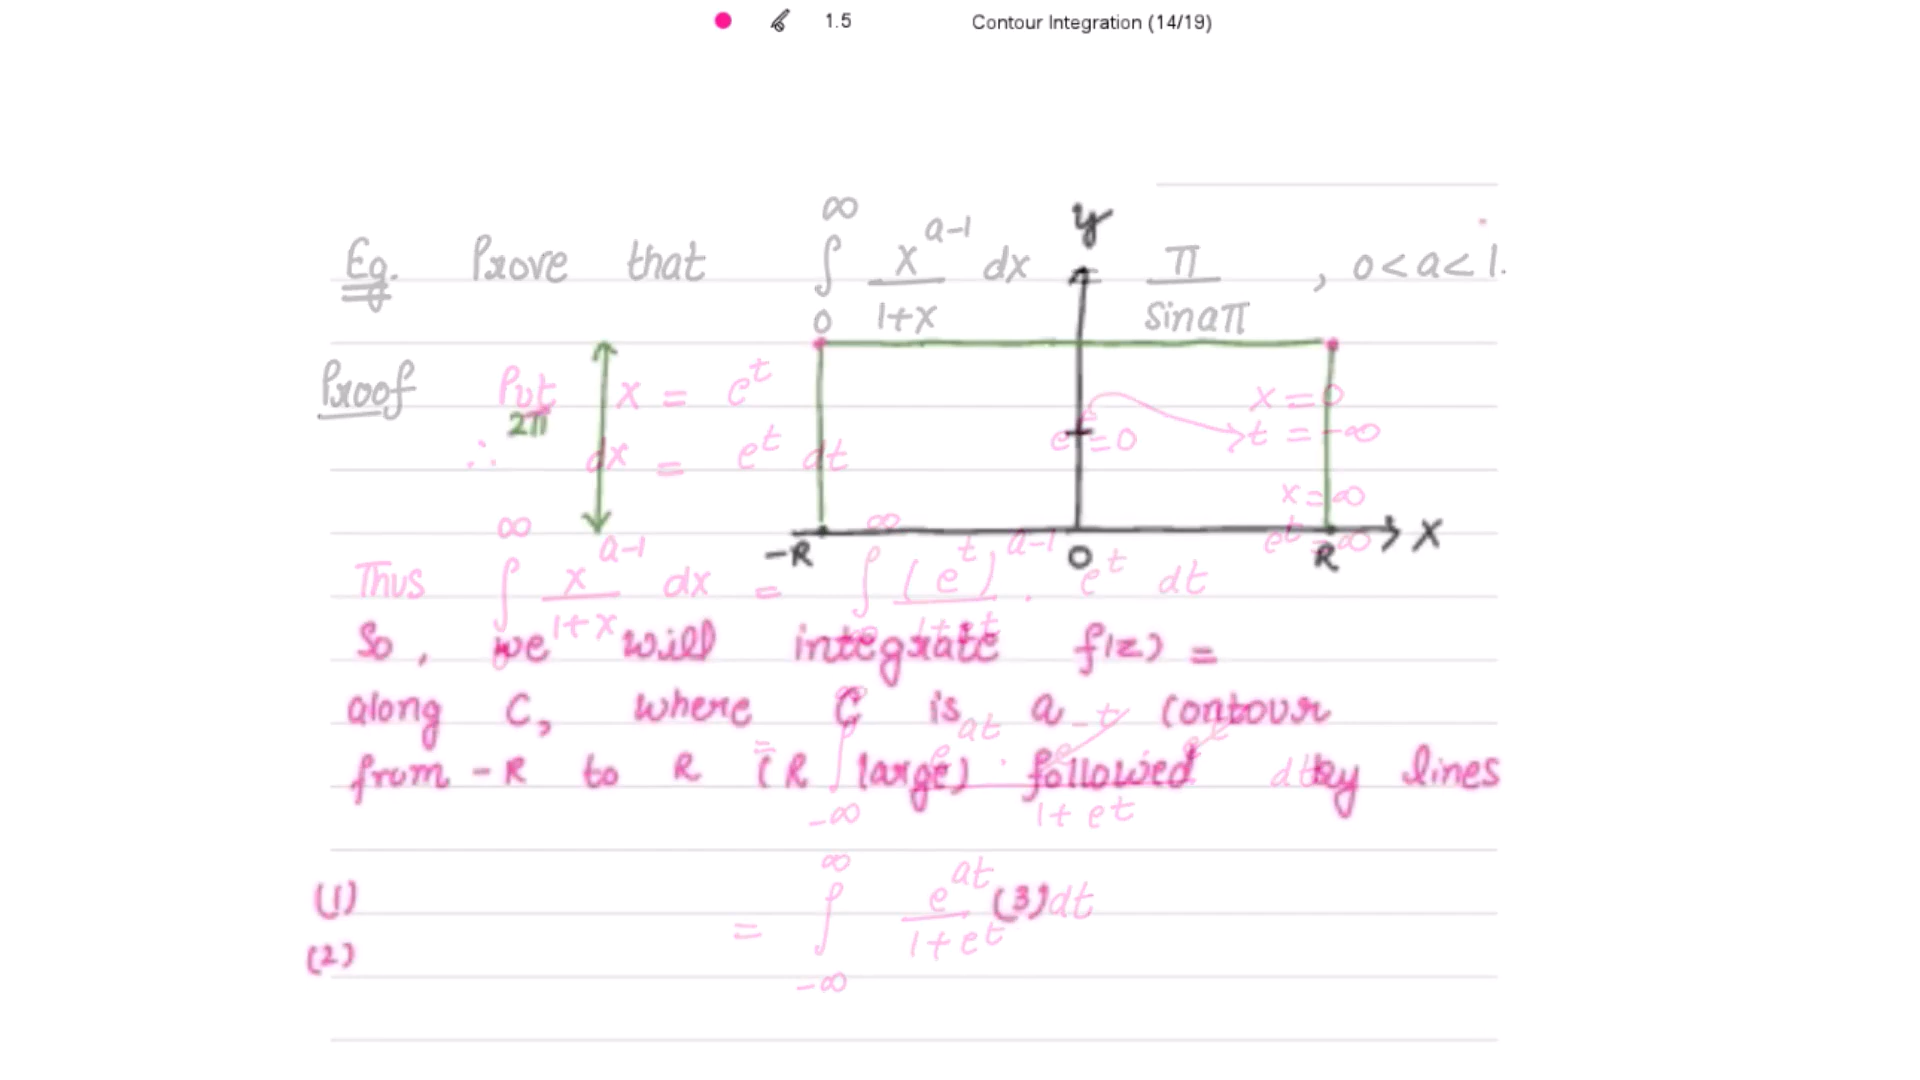 1.5 Contour Integration (14/19)
Eg. Prove that ∫₀^∞ x^(a-1)/(1+x) dx π/sin aπ , 0<a<1.
y
Proof Put x = e^t x = 0
2π
∴ dx = e^t dt =0 t = -∞
x = ∞
e^t = ∞
-R 0 R X
Thus ∫ x^(a-1)/(1+x) dx = ∫ (e^t)^(a-1) . e^t dt
So, we will integrate f(z) =
along C, where C is a contour
from -R to R (R large) followed by lines
= ∫_(-∞)^∞ e^(at) . e^(-t) e^t / (1+e^t) dt
(1) = ∫_(-∞)^∞ e^(at)/(1+e^t) dt (3)
(2)